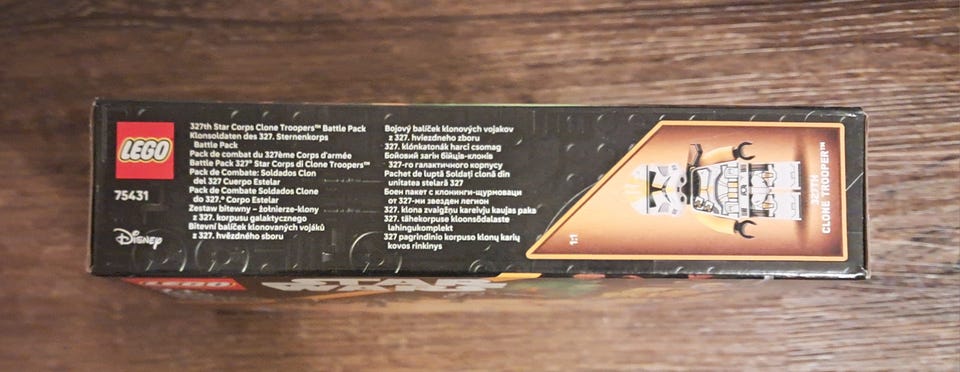 LEGO
75431
Disney
327th Star Corps Clone Troopers™ Battle Pack
Klonsoldaten des 327. Sternenkorps
Battle Pack
Pack de combat du 327ème Corps d'armée
Battle Pack 327° Star Corps di Clone Troopers™
Pack de Combate: Soldados Clon
del 327 Cuerpo Estelar
Pack de Combate: Soldados Clone
do 327.° Corpo Estelar
Zestaw bitewny – żołnierze-klony
z 327. korpusu galaktycznego
Bitevní balíček klonovaných vojáků
z 327. hvězdného sboru
Bojový balíček klonových vojakov
z 327. hviezdneho zboru
327. klónkatonák harci csomag
Бойовий загін бійців-клонів
327-го галактичного корпусу
Pachet de luptă Soldați clonă din
unitatea stelară 327
Боен пакет с клонинги-щурмоваци
от 327-ми звезден легион
327. klona zvaigžņu kareivju kaujas paka
327. tähekorpuse kloonsõdalaste
lahingukomplekt
327 pagrindinio korpuso klonų karių
kovos rinkinys
1:1
327TH
CLONE TROOPER™
LEGO
STAR
WARS